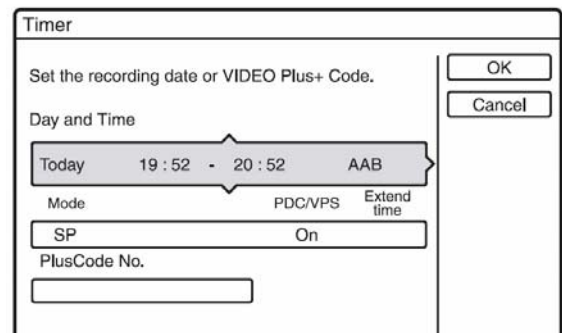 Timer
Set the recording date or VIDEO Plus+ Code.
OK
Cancel
Day and Time
Today 19 : 52 - 20 : 52 AAB
Mode PDC/VPS Extend time
SP On
PlusCode No.